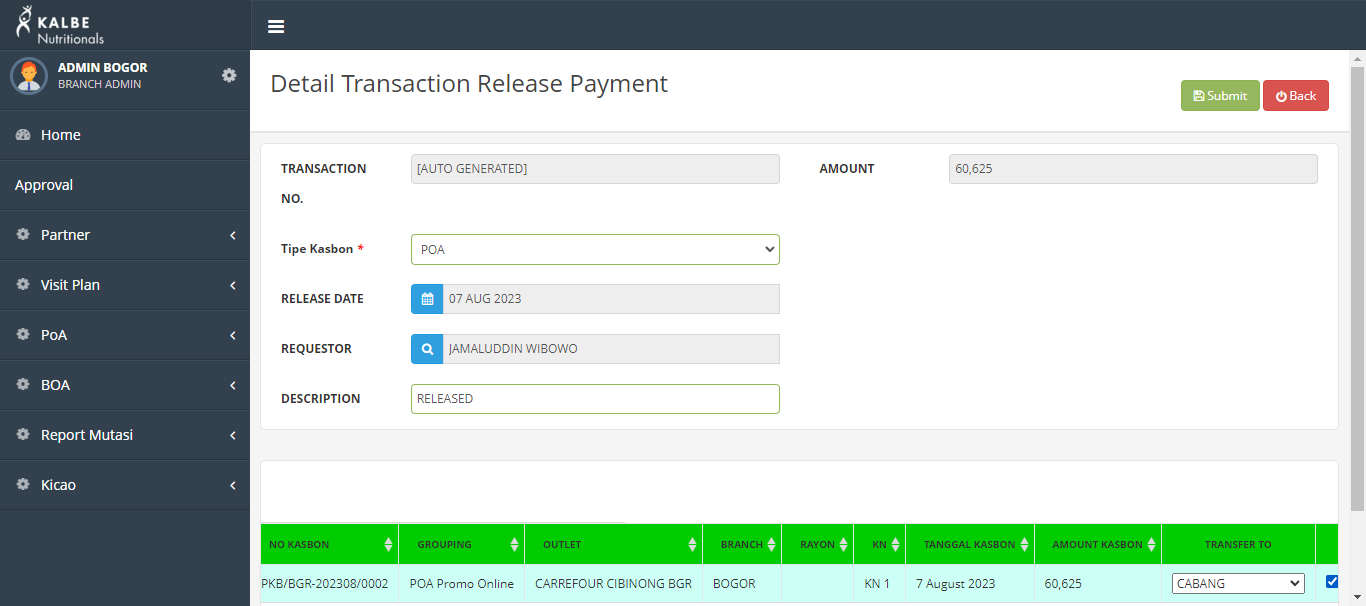 KALBE
Nutritionals
ADMIN BOGOR
BRANCH ADMIN
Home
Approval
Partner
Visit Plan
PoA
BOA
Report Mutasi
Kicao
Detail Transaction Release Payment
Submit
Back
TRANSACTION NO.
[AUTO GENERATED]
AMOUNT
60,625
Tipe Kasbon *
POA
RELEASE DATE
07 AUG 2023
REQUESTOR
JAMALUDDIN WIBOWO
DESCRIPTION
RELEASED
NO KASBON GROUPING OUTLET BRANCH RAYON KN TANGGAL KASBON AMOUNT KASBON TRANSFER TO
PKB/BGR-202308/0002 POA Promo Online CARREFOUR CIBINONG BGR BOGOR KN 1 7 August 2023 60,625 CABANG